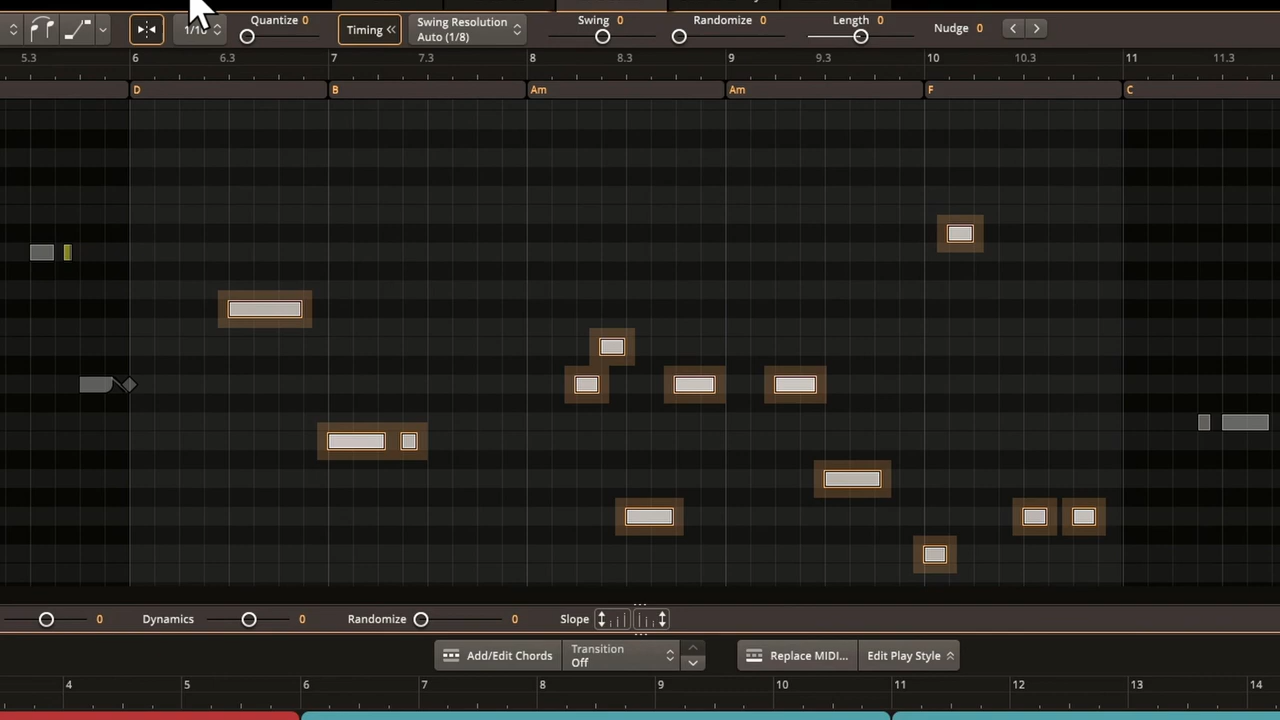 Quantize 0
Swing Resolution
Swing 0
Randomize 0
Length 0
Timing
Auto (1/8)
Nudge 0
5.3 6 6.3 7 7.3 8 8.3 9 9.3 10 10.3 11 11.3
D B Am Am F C
0 Dynamics 0 Randomize 0 Slope
Add/Edit Chords
Transition
Off
Replace MIDI...
Edit Play Style
4 5 6 7 8 9 10 11 12 13 14